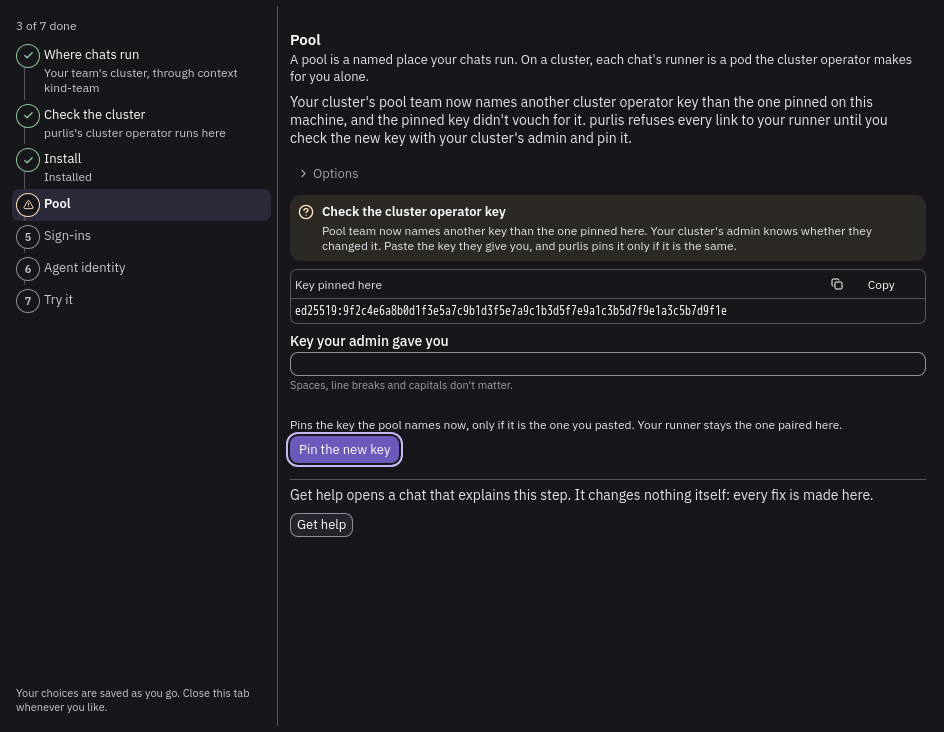 3 of 7 done
Where chats run
Your team's cluster, through context
kind-team
Check the cluster
purlis's cluster operator runs here
Install
Installed
Pool
5 Sign-ins
6 Agent identity
7 Try it
Your choices are saved as you go. Close this tab
whenever you like.
Pool
A pool is a named place your chats run. On a cluster, each chat's runner is a pod the cluster operator makes
for you alone.
Your cluster's pool team now names another cluster operator key than the one pinned on this
machine, and the pinned key didn't vouch for it. purlis refuses every link to your runner until you
check the new key with your cluster's admin and pin it.
Options
Check the cluster operator key
Pool team now names another key than the one pinned here. Your cluster's admin knows whether they
changed it. Paste the key they give you, and purlis pins it only if it is the same.
Key pinned here Copy
ed25519:9f2c4e6a8b0d1f3e5a7c9b1d3f5e7a9c1b3d5f7e9a1c3b5d7f9e1a3c5b7d9f1e
Key your admin gave you
Spaces, line breaks and capitals don't matter.
Pins the key the pool names now, only if it is the one you pasted. Your runner stays the one paired here.
Pin the new key
Get help opens a chat that explains this step. It changes nothing itself: every fix is made here.
Get help